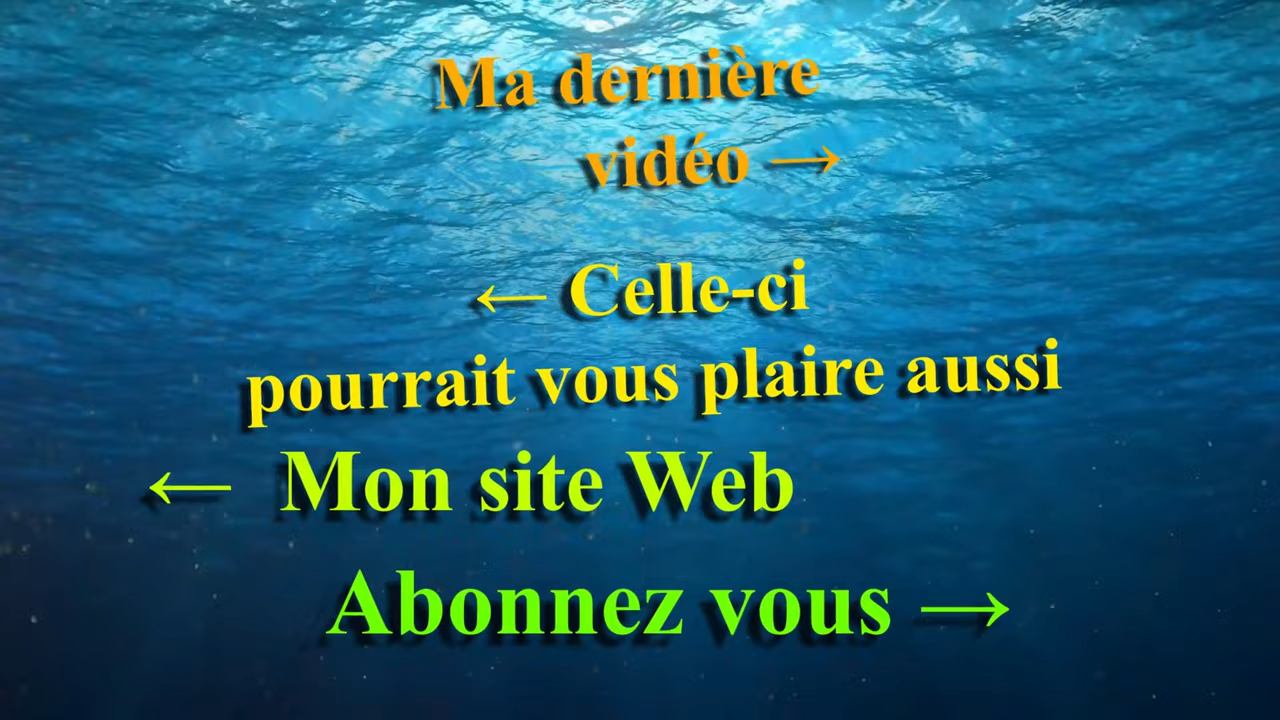 Ma dernière
vidéo →
← Celle-ci
pourrait vous plaire aussi
← Mon site Web
Abonnez vous →